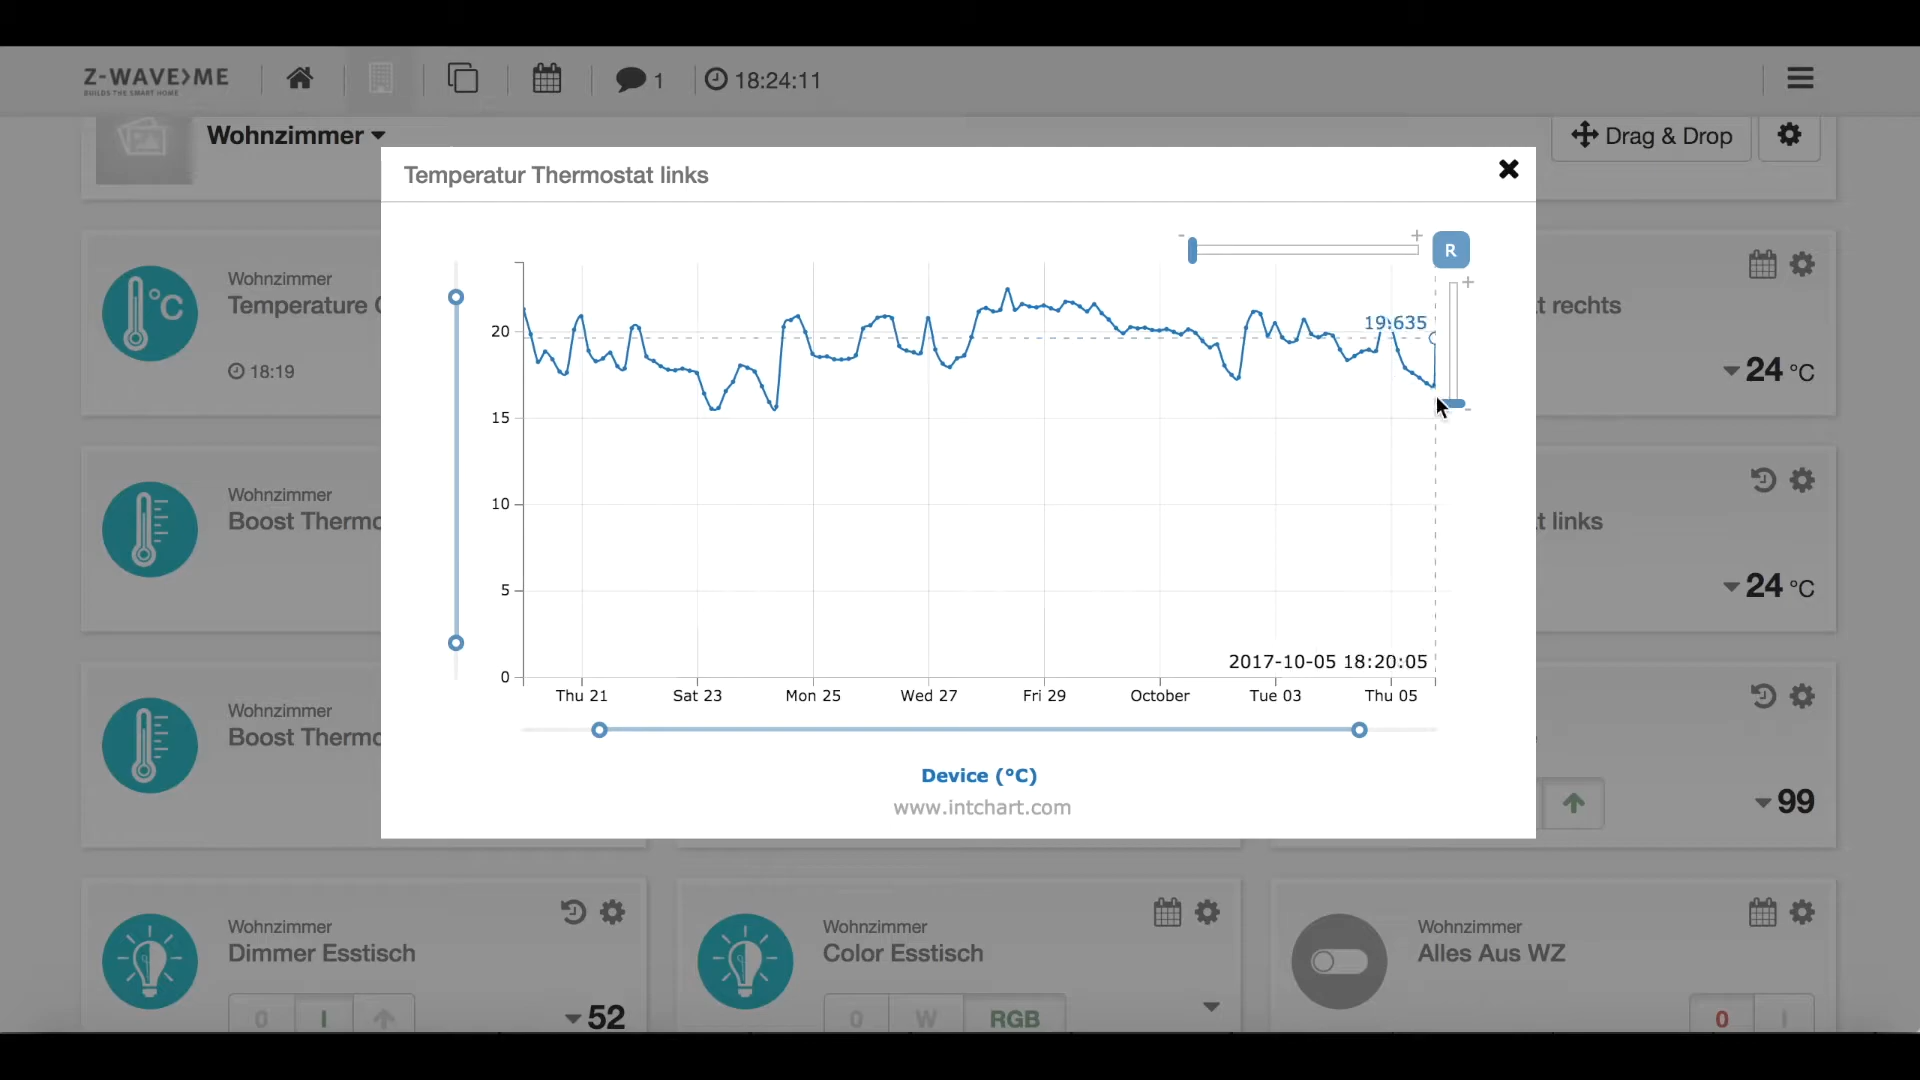 Z-WAVE>ME
BUILDS THE SMART HOME
1
18:24:11
Wohnzimmer
Drag & Drop
Temperatur Thermostat links
- +
R
+
-
19.635
20
15
10
5
0
2017-10-05 18:20:05
Thu 21 Sat 23 Mon 25 Wed 27 Fri 29 October Tue 03 Thu 05
Device (°C)
www.intchart.com
°C
Wohnzimmer
Temperature
18:19
t rechts
24 °C
Wohnzimmer
Boost Thermo
t links
24 °C
Wohnzimmer
Boost Thermo
99
Wohnzimmer
Dimmer Esstisch
0 I
52
Wohnzimmer
Color Esstisch
0 W RGB
Wohnzimmer
Alles Aus WZ
0 I